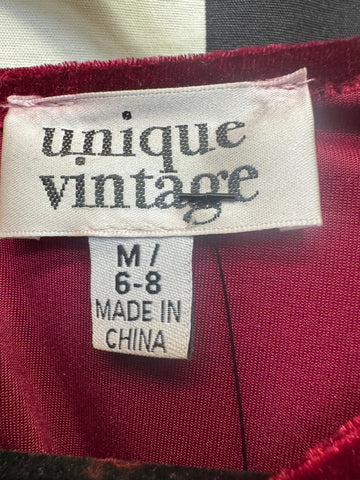 unique
vintage
M /
6-8
MADE IN
CHINA